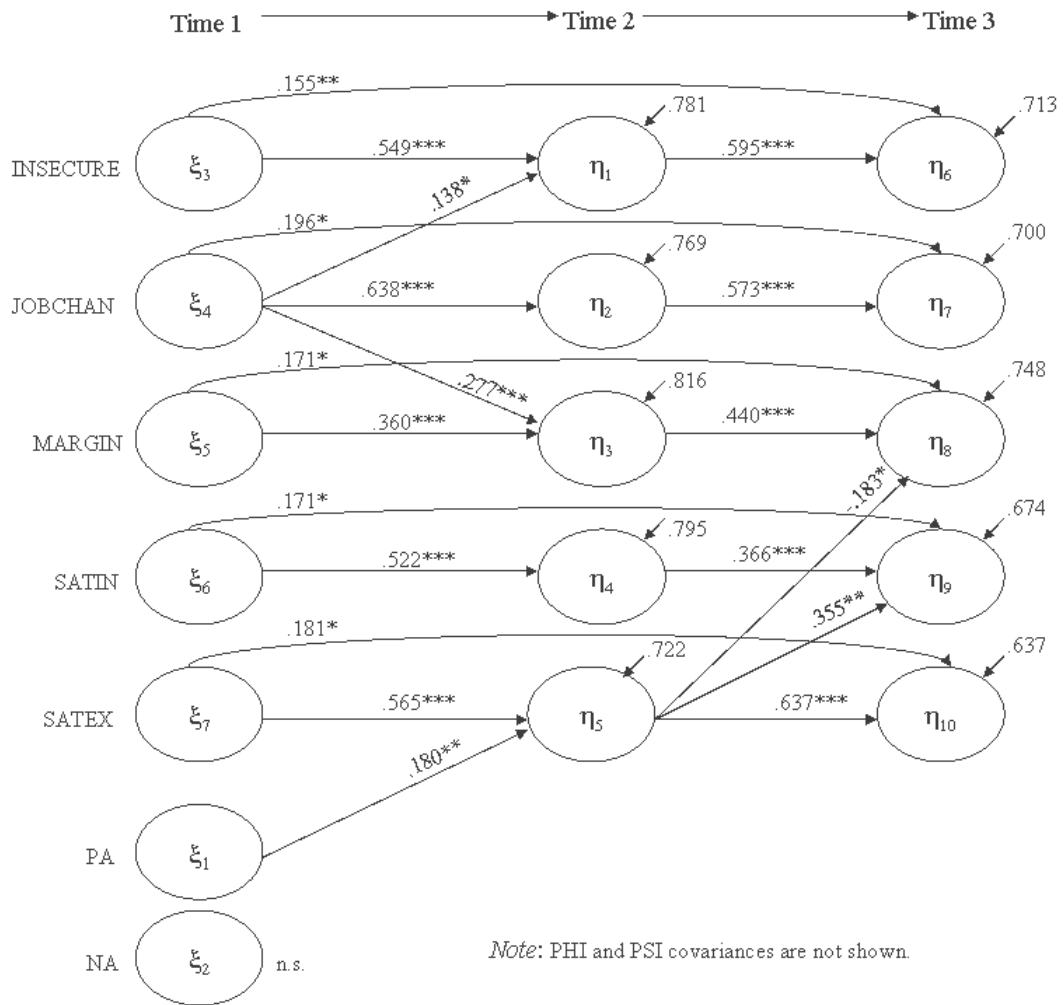 Time 1 Time 2 Time 3
.155**
.781 .713
INSECURE ξ3 .549*** η1 .595*** η6
.138*
.196*
.769 .700
JOBCHAN ξ4 .638*** η2 .573*** η7
.171*
.277***
.816 .748
MARGIN ξ5 .360*** η3 .440*** η8
-.183*
.171*
.795 .674
SATIN ξ6 .522*** η4 .366*** η9
.355**
.181*
.722 .637
SATEX ξ7 .565*** η5 .637*** η10
.180**
PA ξ1
NA ξ2 n.s.
Note: PHI and PSI covariances are not shown.